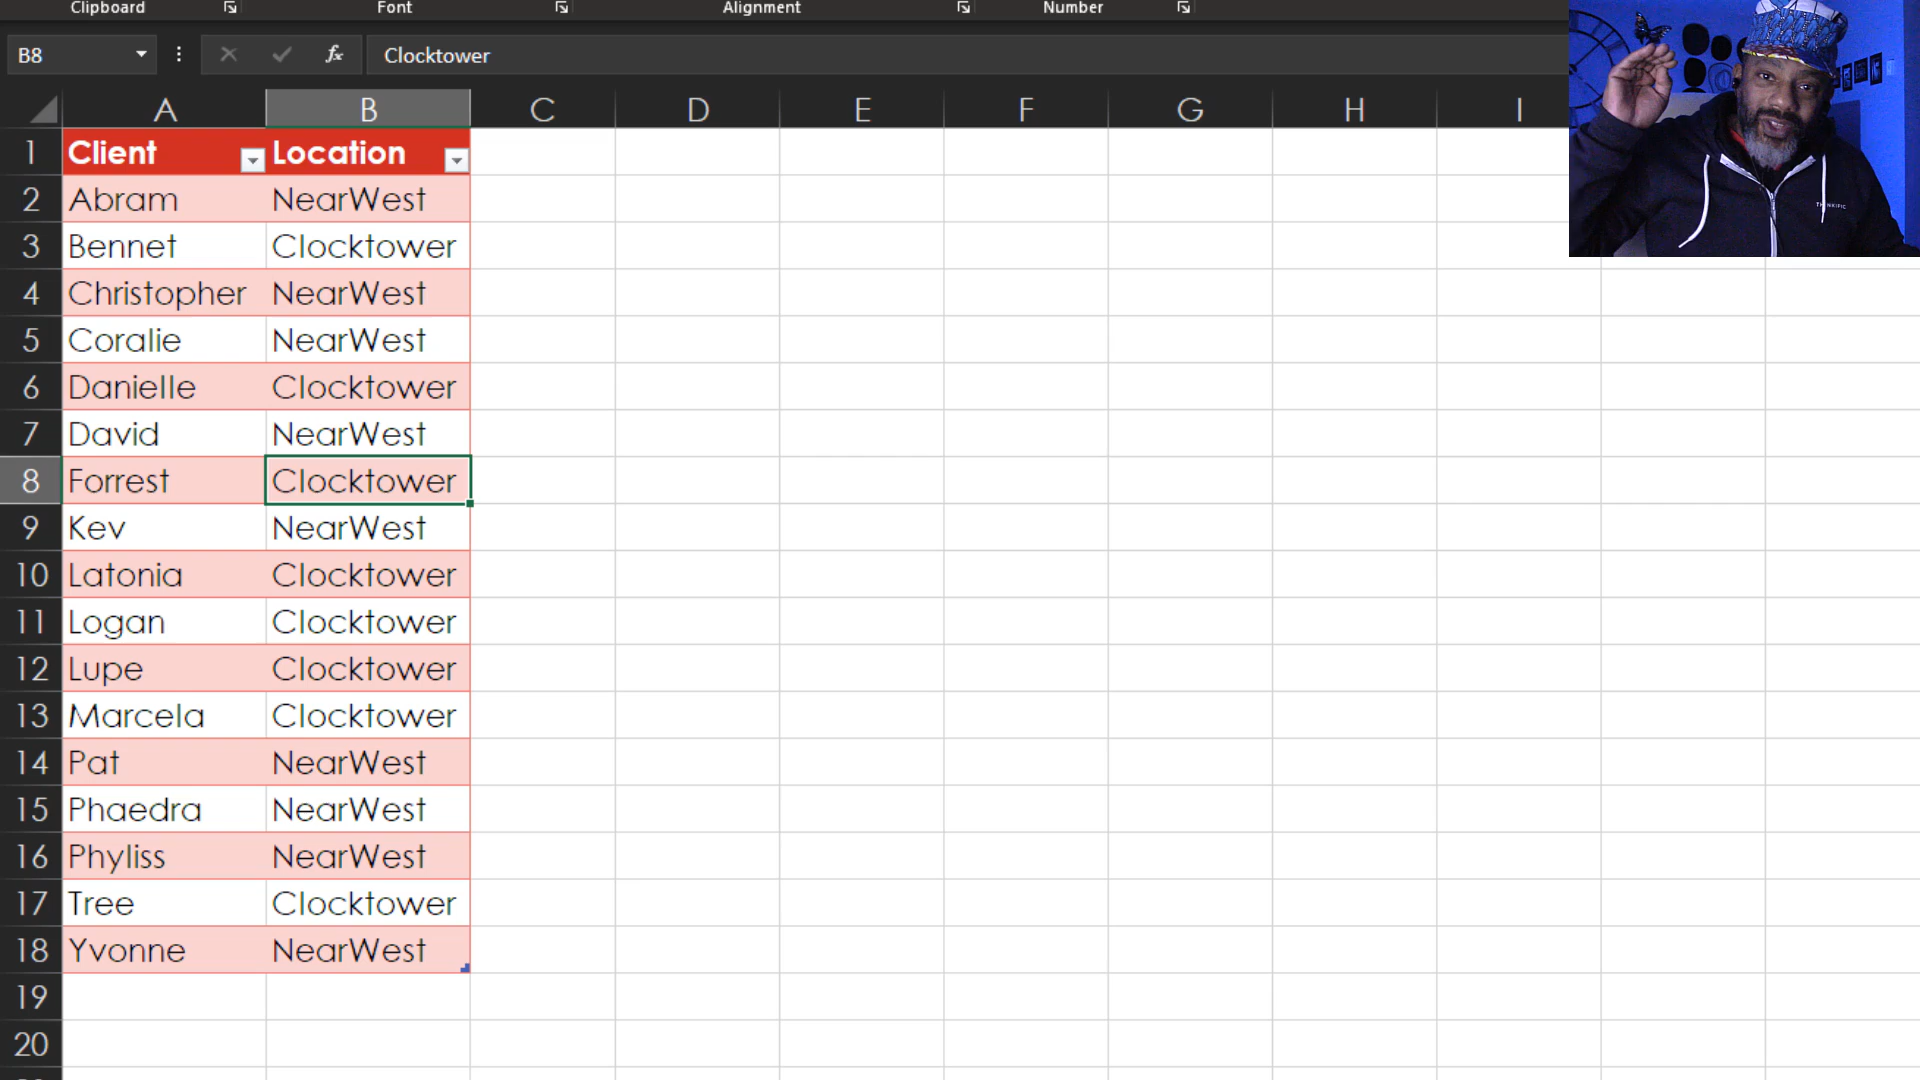 Clipboard Font Alignment Number
B8 fx Clocktower
A B C D E F G H I
1 Client Location
2 Abram NearWest
3 Bennet Clocktower
4 Christopher NearWest
5 Coralie NearWest
6 Danielle Clocktower
7 David NearWest
8 Forrest Clocktower
9 Kev NearWest
10 Latonia Clocktower
11 Logan Clocktower
12 Lupe Clocktower
13 Marcela Clocktower
14 Pat NearWest
15 Phaedra NearWest
16 Phyliss NearWest
17 Tree Clocktower
18 Yvonne NearWest
19
20